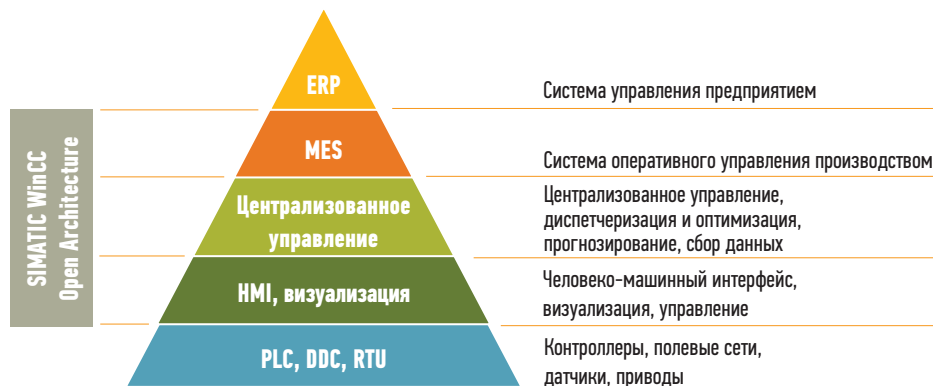 SIMATIC WinCC
Open Architecture
ERP
Система управления предприятием
MES
Система оперативного управления производством
Централизованное
управление
Централизованное управление,
диспетчеризация и оптимизация,
прогнозирование, сбор данных
HMI, визуализация
Человеко-машинный интерфейс,
визуализация, управление
PLC, DDC, RTU
Контроллеры, полевые сети,
датчики, приводы